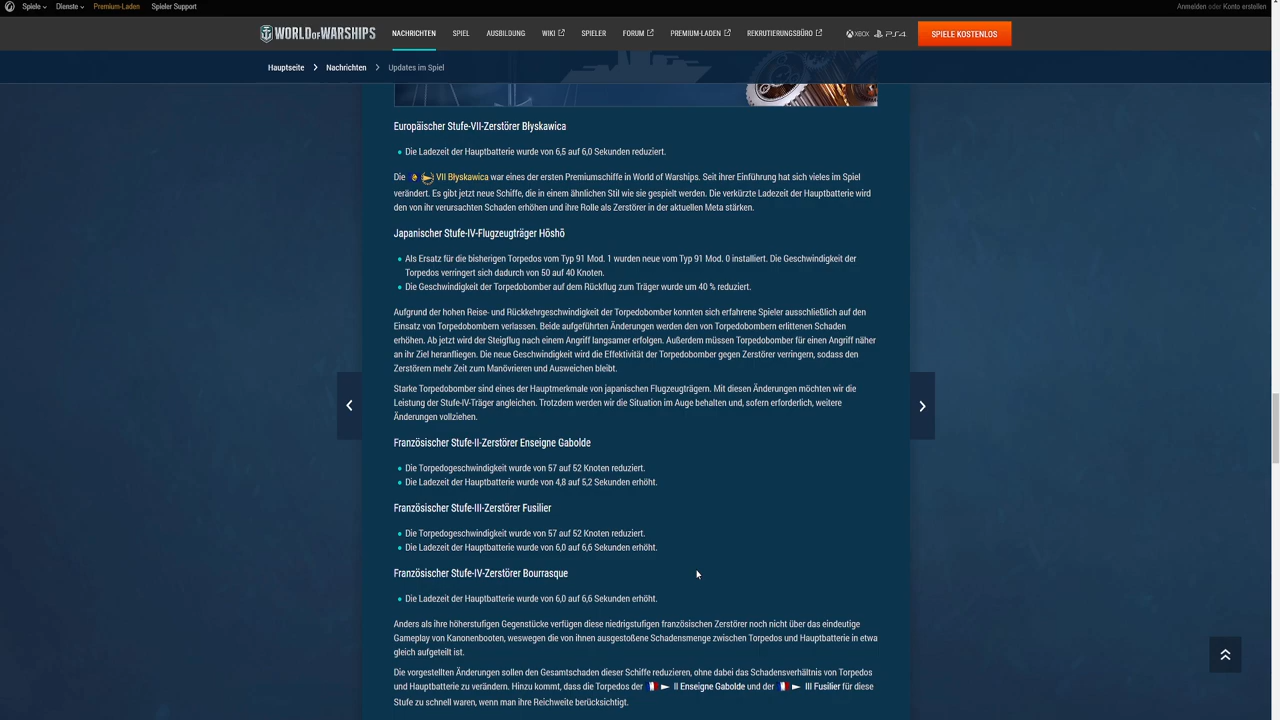 Spiele
Dienste
Premium-Laden
Spieler Support
Anmelden oder Konto erstellen
WORLD OF WARSHIPS
NACHRICHTEN
SPIEL
AUSBILDUNG
WIKI
SPIELER
FORUM
PREMIUM-LADEN
REKRUTIERUNGSBÜRO
XBOX
PS4
SPIELE KOSTENLOS
Hauptseite
Nachrichten
Updates im Spiel
Europäischer Stufe-VII-Zerstörer Błyskawica
Die Ladezeit der Hauptbatterie wurde von 6,5 auf 6,0 Sekunden reduziert.
Die VII Błyskawica war eines der ersten Premiumschiffe in World of Warships. Seit ihrer Einführung hat sich vieles im Spiel
verändert. Es gibt jetzt neue Schiffe, die in einem ähnlichen Stil wie sie gespielt werden. Die verkürzte Ladezeit der Hauptbatterie wird
den von ihr verursachten Schaden erhöhen und ihre Rolle als Zerstörer in der aktuellen Meta stärken.
Japanischer Stufe-IV-Flugzeugträger Hōshō
Als Ersatz für die bisherigen Torpedos vom Typ 91 Mod. 1 wurden neue vom Typ 91 Mod. 0 installiert. Die Geschwindigkeit der
Torpedos verringert sich dadurch von 50 auf 40 Knoten.
Die Geschwindigkeit der Torpedobomber auf dem Rückflug zum Träger wurde um 40 % reduziert.
Aufgrund der hohen Reise- und Rückkehrgeschwindigkeit der Torpedobomber konnten sich erfahrene Spieler ausschließlich auf den
Einsatz von Torpedobombern verlassen. Beide aufgeführten Änderungen werden den von Torpedobombern erlittenen Schaden
erhöhen. Ab jetzt wird der Steigflug nach einem Angriff langsamer erfolgen. Außerdem müssen Torpedobomber für einen Angriff näher
an ihr Ziel heranfliegen. Die neue Geschwindigkeit wird die Effektivität der Torpedobomber gegen Zerstörer verringern, sodass den
Zerstörern mehr Zeit zum Manövrieren und Ausweichen bleibt.
Starke Torpedobomber sind eines der Hauptmerkmale von japanischen Flugzeugträgern. Mit diesen Änderungen möchten wir die
Leistung der Stufe-IV-Träger angleichen. Trotzdem werden wir die Situation im Auge behalten und, sofern erforderlich, weitere
Änderungen vollziehen.
Französischer Stufe-II-Zerstörer Enseigne Gabolde
Die Torpedogeschwindigkeit wurde von 57 auf 52 Knoten reduziert.
Die Ladezeit der Hauptbatterie wurde von 4,8 auf 5,2 Sekunden erhöht.
Französischer Stufe-III-Zerstörer Fusilier
Die Torpedogeschwindigkeit wurde von 57 auf 52 Knoten reduziert.
Die Ladezeit der Hauptbatterie wurde von 6,0 auf 6,6 Sekunden erhöht.
Französischer Stufe-IV-Zerstörer Bourrasque
Die Ladezeit der Hauptbatterie wurde von 6,0 auf 6,6 Sekunden erhöht.
Anders als ihre höherstufigen Gegenstücke verfügen diese niedrigstufigen französischen Zerstörer noch nicht über das eindeutige
Gameplay von Kanonenbooten, weswegen die von ihnen ausgestoßene Schadensmenge zwischen Torpedos und Hauptbatterie in etwa
gleich aufgeteilt ist.
Die vorgestellten Änderungen sollen den Gesamtschaden dieser Schiffe reduzieren, ohne dabei das Schadensverhältnis von Torpedos
und Hauptbatterie zu verändern. Hinzu kommt, dass die Torpedos der II Enseigne Gabolde und der III Fusilier für diese
Stufe zu schnell waren, wenn man ihre Reichweite berücksichtigt.